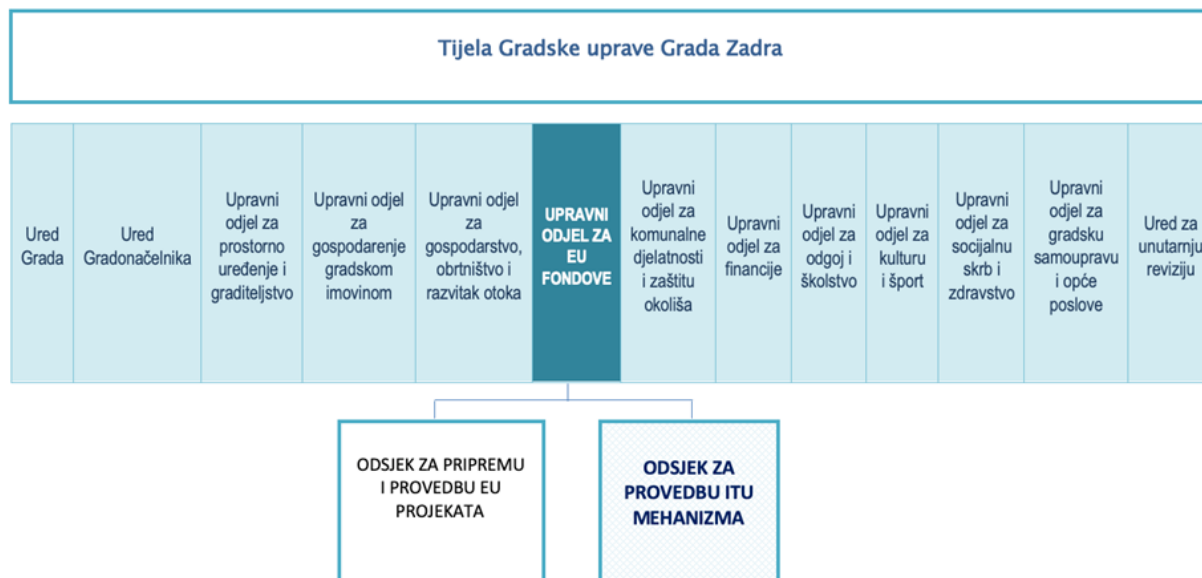 Tijela Gradske uprave Grada Zadra
Ured
Grada
Ured
Gradonačelnika
Upravni
odjel za
prostorno
uređenje i
graditeljstvo
Upravni odjel
za
gospodarenje
gradskom
imovinom
Upravni odjel
za
gospodarstvo,
obrtništvo i
razvitak otoka
UPRAVNI
ODJEL ZA
EU
FONDOVE
Upravni
odjel za
komunalne
djelatnosti
i zaštitu
okoliša
Upravni
odjel za
financije
Upravni
odjel za
odgoj i
školstvo
Upravni
odjel za
kulturu
i šport
Upravni
odjel za
socijalnu
skrb i
zdravstvo
Upravni
odjel za
gradsku
samoupravu
i opće
poslove
Ured za
unutarnju
reviziju
ODSJEK ZA PRIPREMU
I PROVEDBU EU
PROJEKATA
ODSJEK ZA
PROVEDBU ITU
MEHANIZMA